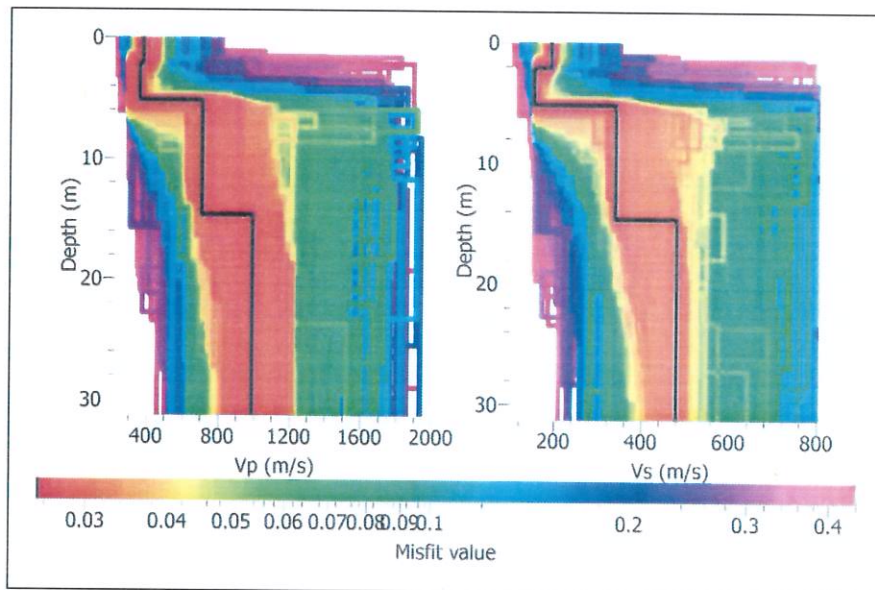 0
10
20
30
Depth (m)
400 800 1200 1600 2000
Vp (m/s)
0
10
20
30
Depth (m)
200 400 600 800
Vs (m/s)
0.03 0.04 0.05 0.06 0.07 0.08 0.09 0.1 0.2 0.3 0.4
Misfit value